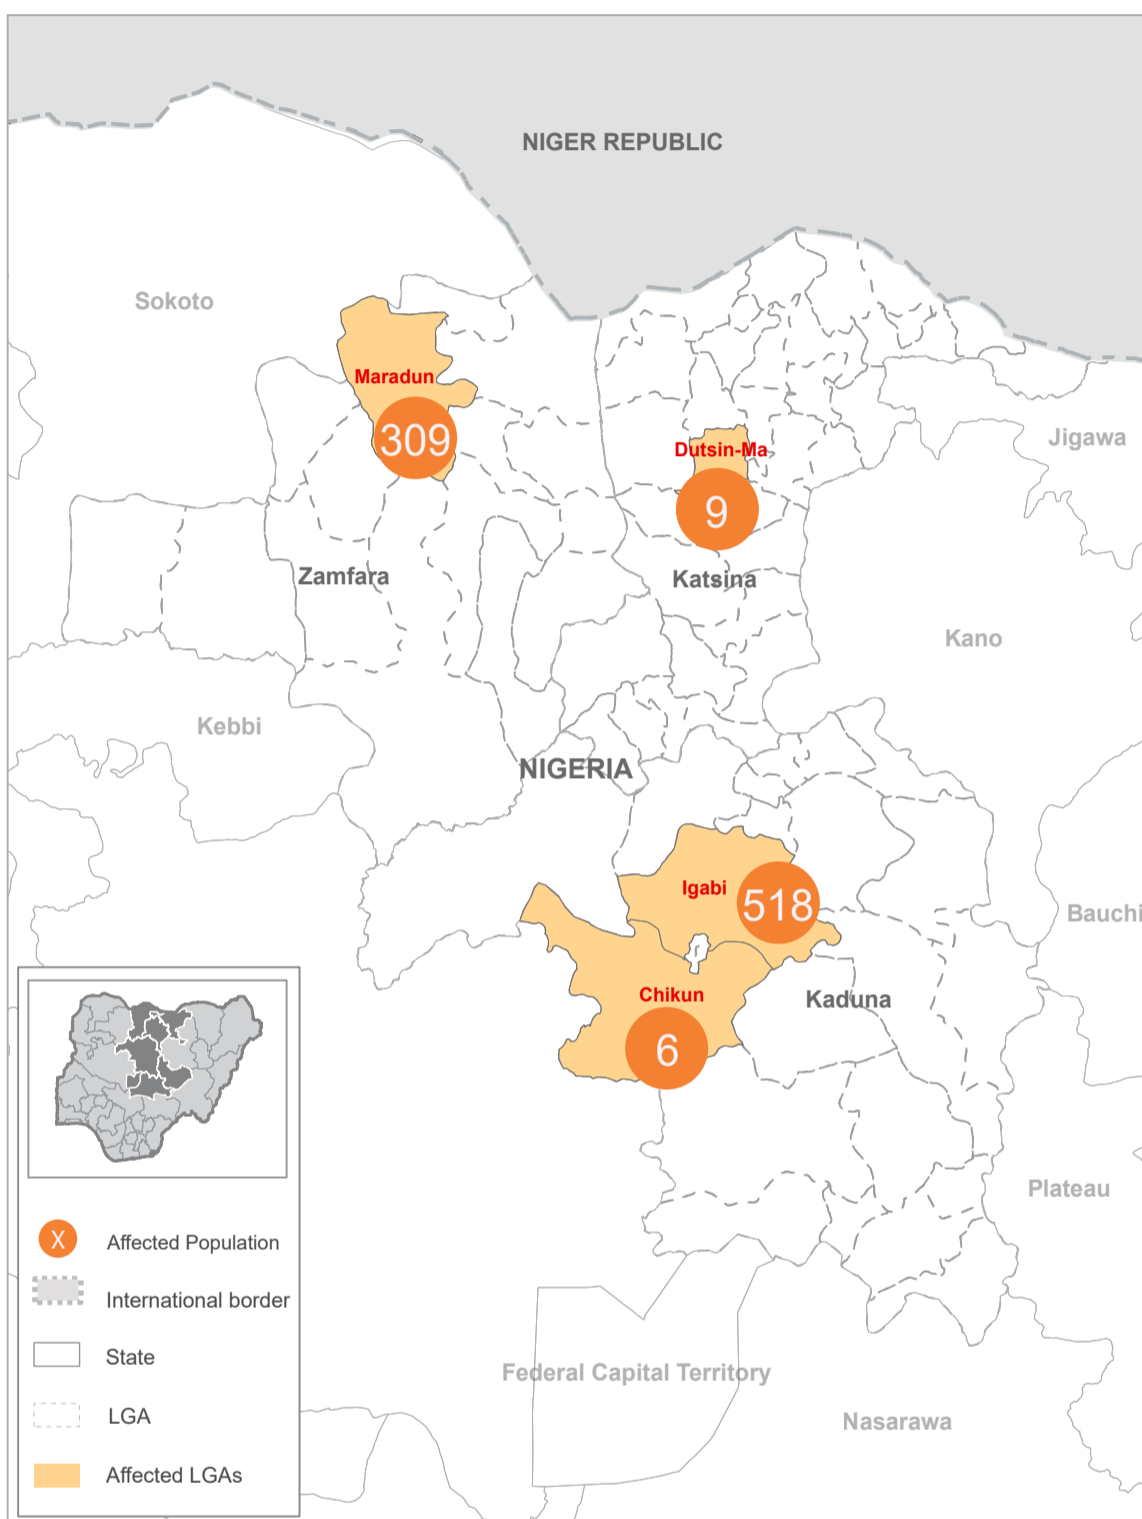 NIGER REPUBLIC
Sokoto
Maradun
309
Jigawa
Dutsin-Ma
9
Zamfara
Katsina
Kano
Kebbi
NIGERIA
Igabi
518
Bauchi
Chikun
Kaduna
6
Plateau
X Affected Population
International border
State
LGA
Affected LGAs
Federal Capital Territory
Nasarawa